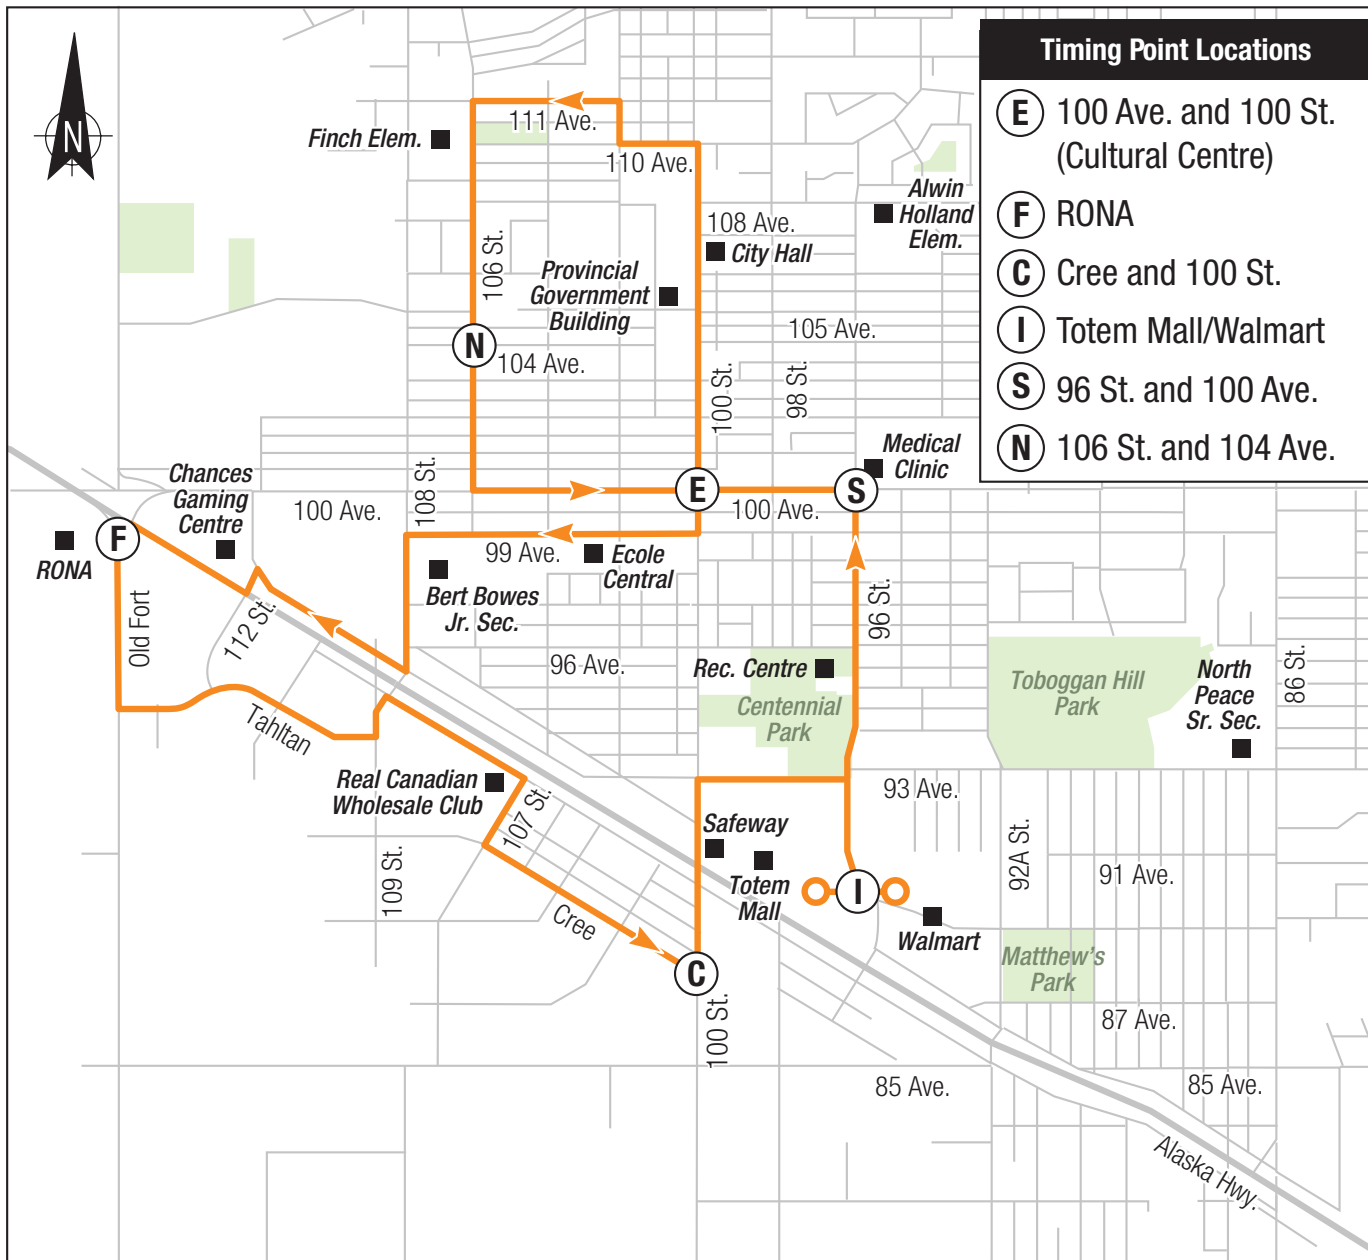 Timing Point Locations
E 100 Ave. and 100 St.
(Cultural Centre)
F RONA
C Cree and 100 St.
I Totem Mall/Walmart
S 96 St. and 100 Ave.
N 106 St. and 104 Ave.
N
111 Ave.
Finch Elem.
110 Ave.
Alwin
Holland
Elem.
108 Ave.
City Hall
106 St.
Provincial
Government
Building
105 Ave.
N
104 Ave.
100 St.
98 St.
Medical
Clinic
Chances
Gaming
Centre
108 St.
E
S
100 Ave.
100 Ave.
F
RONA
99 Ave.
Ecole
Central
Bert Bowes
Jr. Sec.
96 St.
Old Fort
112 St.
96 Ave.
Rec. Centre
Centennial
Park
Toboggan Hill
Park
North
Peace
Sr. Sec.
86 St.
Tahltan
Real Canadian
Wholesale Club
107 St.
93 Ave.
Safeway
Totem
Mall
I
Walmart
92A St.
91 Ave.
109 St.
Cree
C
Matthew's
Park
100 St.
87 Ave.
85 Ave.
85 Ave.
Alaska Hwy.